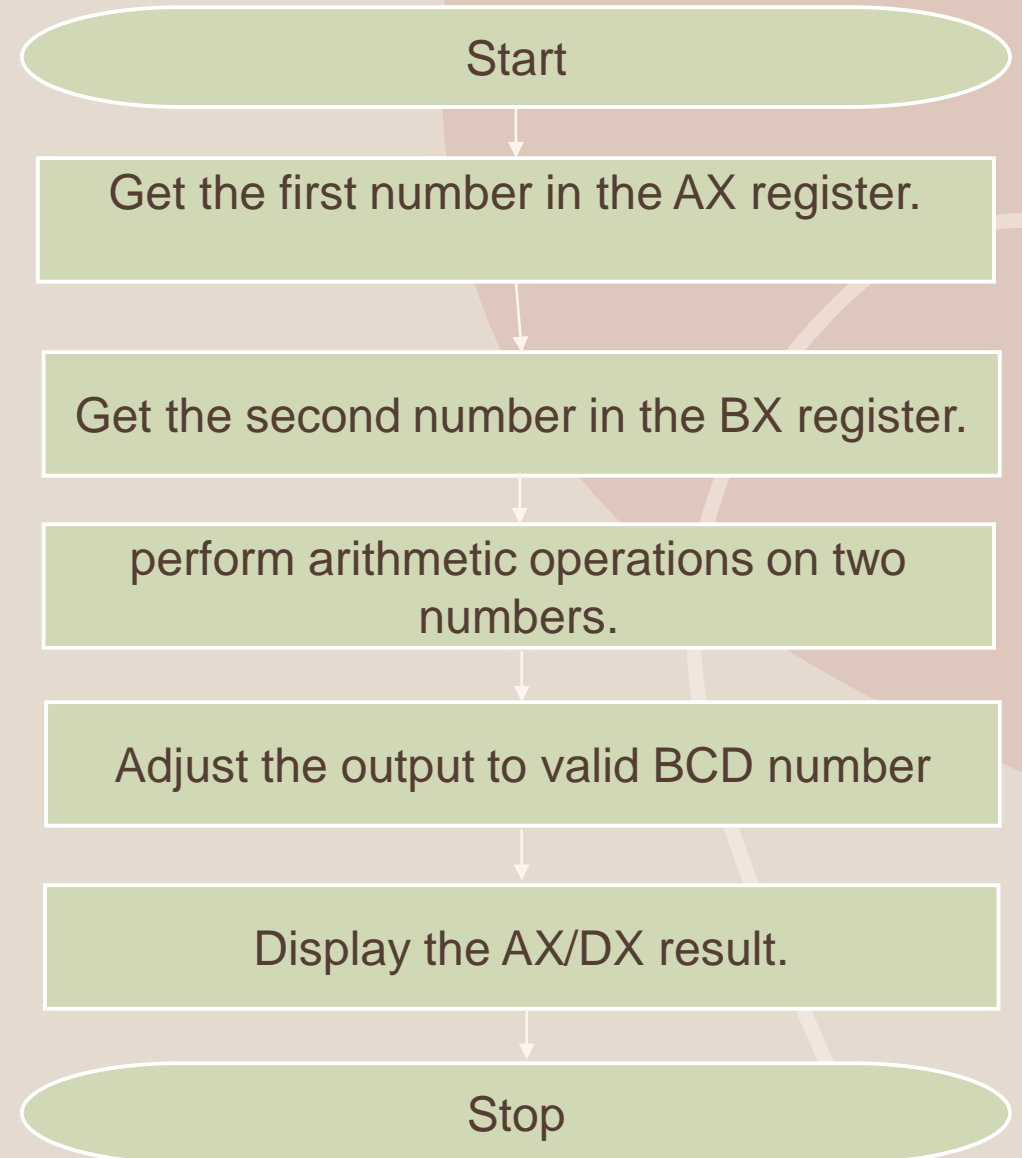 Start
Get the first number in the AX register.
Get the second number in the BX register.
perform arithmetic operations on two
numbers.
Adjust the output to valid BCD number
Display the AX/DX result.
Stop